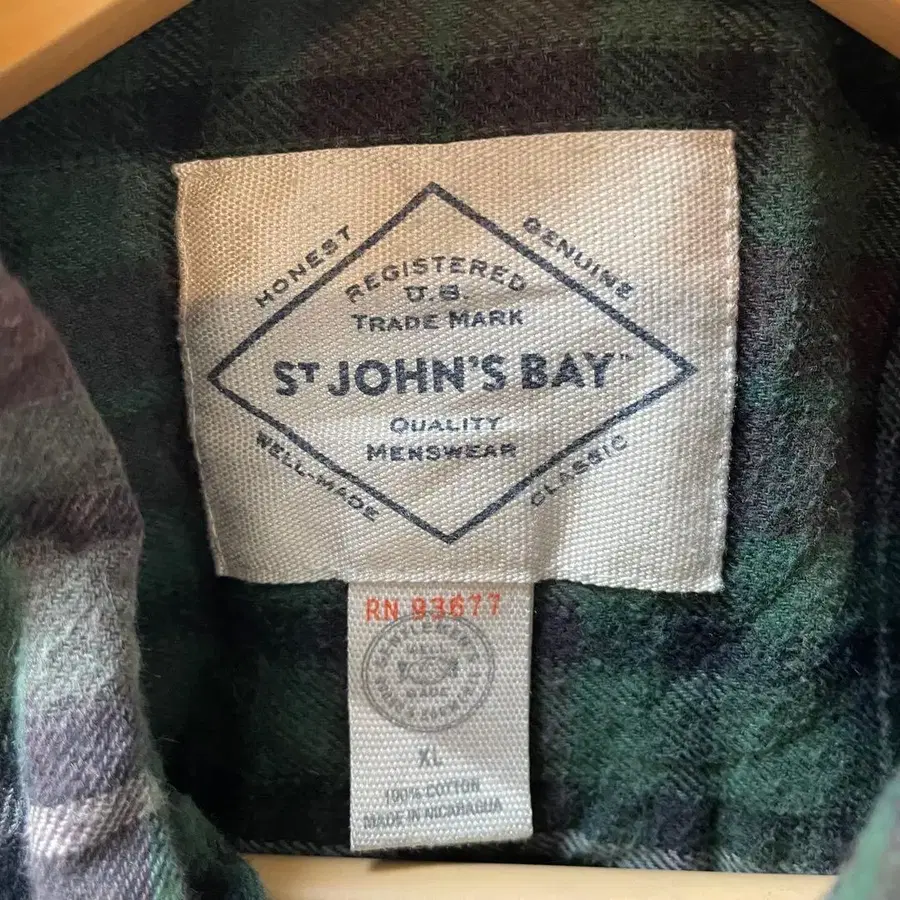 HONEST
GENUINE
REGISTERED
U.S.
TRADE MARK
ST JOHN'S BAY™
QUALITY
MENSWEAR
WELL-MADE
CLASSIC
RN 93677
XL
100% COTTON
MADE IN NICARAGUA